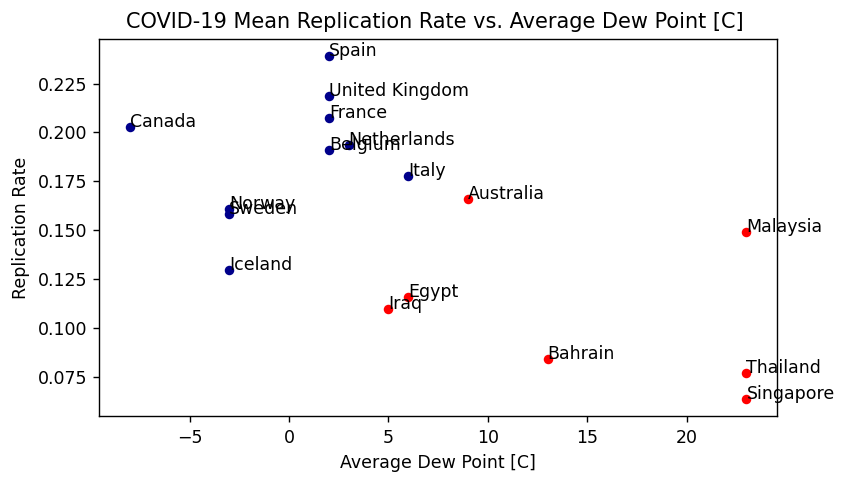 COVID-19 Mean Replication Rate vs. Average Dew Point [C]
Spain
0.225
United Kingdom
France
Canada
0.200
Netherlands
Belgium
0.175
Italy
Australia
Norway
Sweden
0.150
Malaysia
Replication Rate
0.125
Iceland
Egypt
Iraq
0.100
Bahrain
0.075
Thailand
Singapore
−5 0 5 10 15 20
Average Dew Point [C]